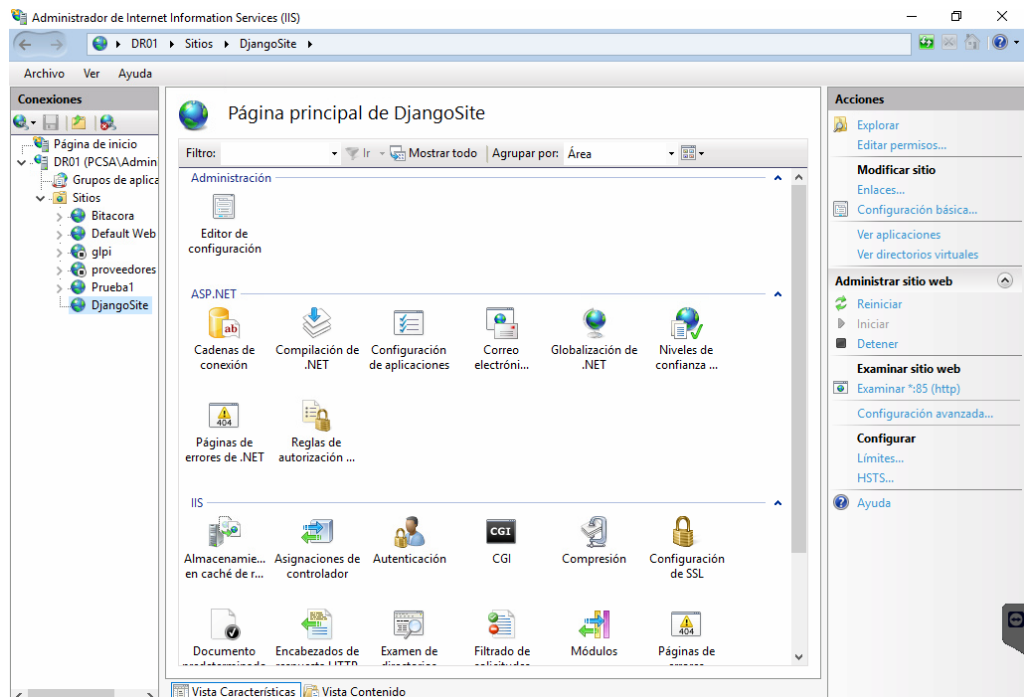 Administrador de Internet Information Services (IIS)
DR01 Sitios DjangoSite
Archivo Ver Ayuda
Conexiones
Página de inicio
DR01 (PCSA\Admin
Grupos de aplica
Sitios
Bitacora
Default Web
glpi
proveedores
Prueba1
DjangoSite
Página principal de DjangoSite
Filtro: Ir Mostrar todo Agrupar por: Área
Administración
Editor de
configuración
ASP.NET
Cadenas de
conexión
Compilación de
.NET
Configuración
de aplicaciones
Correo
electróni...
Globalización de
.NET
Niveles de
confianza ...
Páginas de
errores de .NET
Reglas de
autorización ...
IIS
Almacenamie...
en caché de r...
Asignaciones de
controlador
Autenticación
CGI
Compresión
Configuración
de SSL
Documento
predeterminado
Encabezados de
respuesta HTTP
Examen de
directorios
Filtrado de
solicitudes
Módulos
Páginas de
errores
Vista Características Vista Contenido
Acciones
Explorar
Editar permisos...
Modificar sitio
Enlaces...
Configuración básica...
Ver aplicaciones
Ver directorios virtuales
Administrar sitio web
Reiniciar
Iniciar
Detener
Examinar sitio web
Examinar *:85 (http)
Configuración avanzada...
Configurar
Límites...
HSTS...
Ayuda